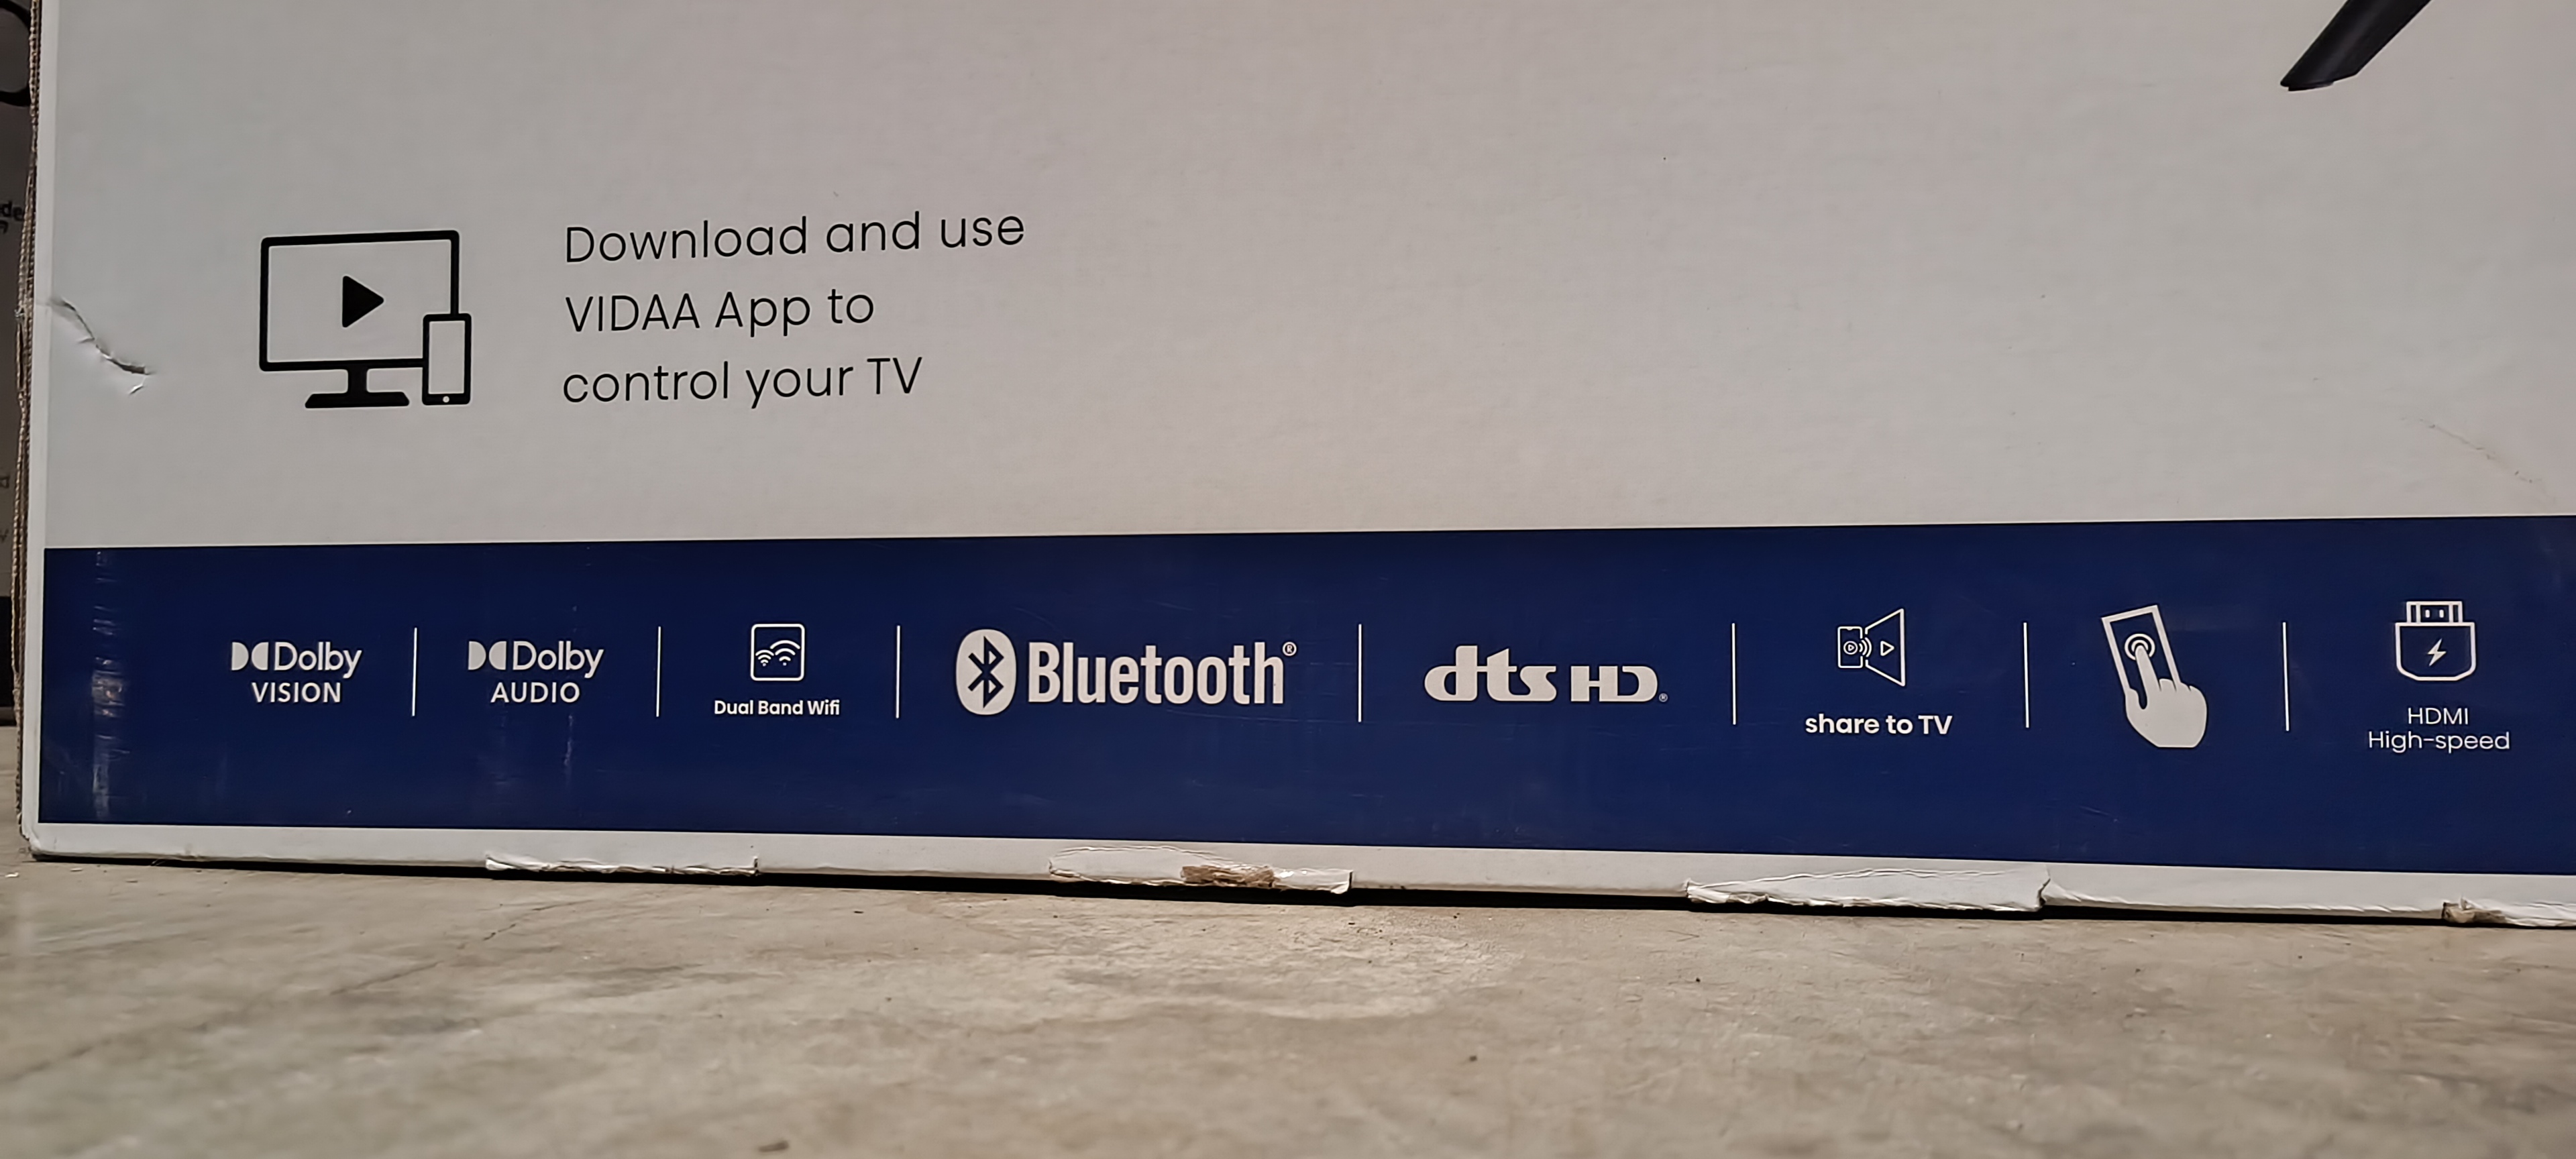 Download and use
VIDAA App to
control your TV
Dolby
VISION
Dolby
AUDIO
Dual Band Wifi
Bluetooth®
dts HD®
share to TV
HDMI
High-speed